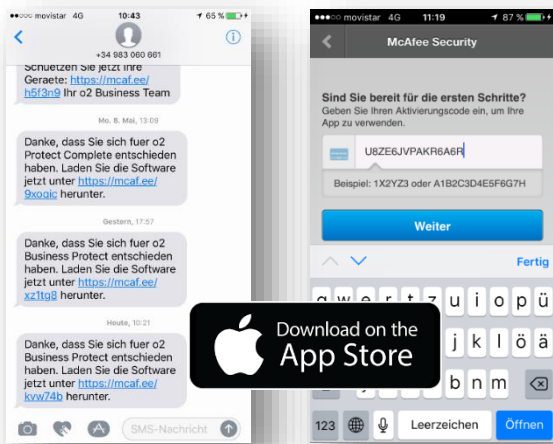 movistar 4G 10:43 65 %
+34 983 060 661
Schuetzen Sie jetzt Ihre
Geraete: https://mcaf.ee/
h5f3n9 Ihr o2 Business Team
Mo. 8. Mai, 13:09
Danke, dass Sie sich fuer o2
Protect Complete entschieden
haben. Laden Sie die Software
jetzt unter https://mcaf.ee/
9xoqic herunter.
Gestern, 17:57
Danke, dass Sie sich fuer o2
Business Protect entschieden
haben. Laden Sie die Software
jetzt unter https://mcaf.ee/
xz1tg8 herunter.
Heute, 10:21
Danke, dass Sie sich fuer o2
Business Protect entschieden
haben. Laden Sie die Software
jetzt unter https://mcaf.ee/
kvw74b herunter.
SMS-Nachricht
movistar 4G 11:19 87 %
McAfee Security
Sind Sie bereit für die ersten Schritte?
Geben Sie Ihren Aktivierungscode ein, um Ihre
App zu verwenden.
U8ZE6JVPAKR6A6R
Beispiel: 1X2YZ3 oder A1B2C3D4E5F6G7H
Weiter
Fertig
q w e r t z u i o p ü
j k l ö ä
b n m
123 Leerzeichen Öffnen
Download on the
App Store